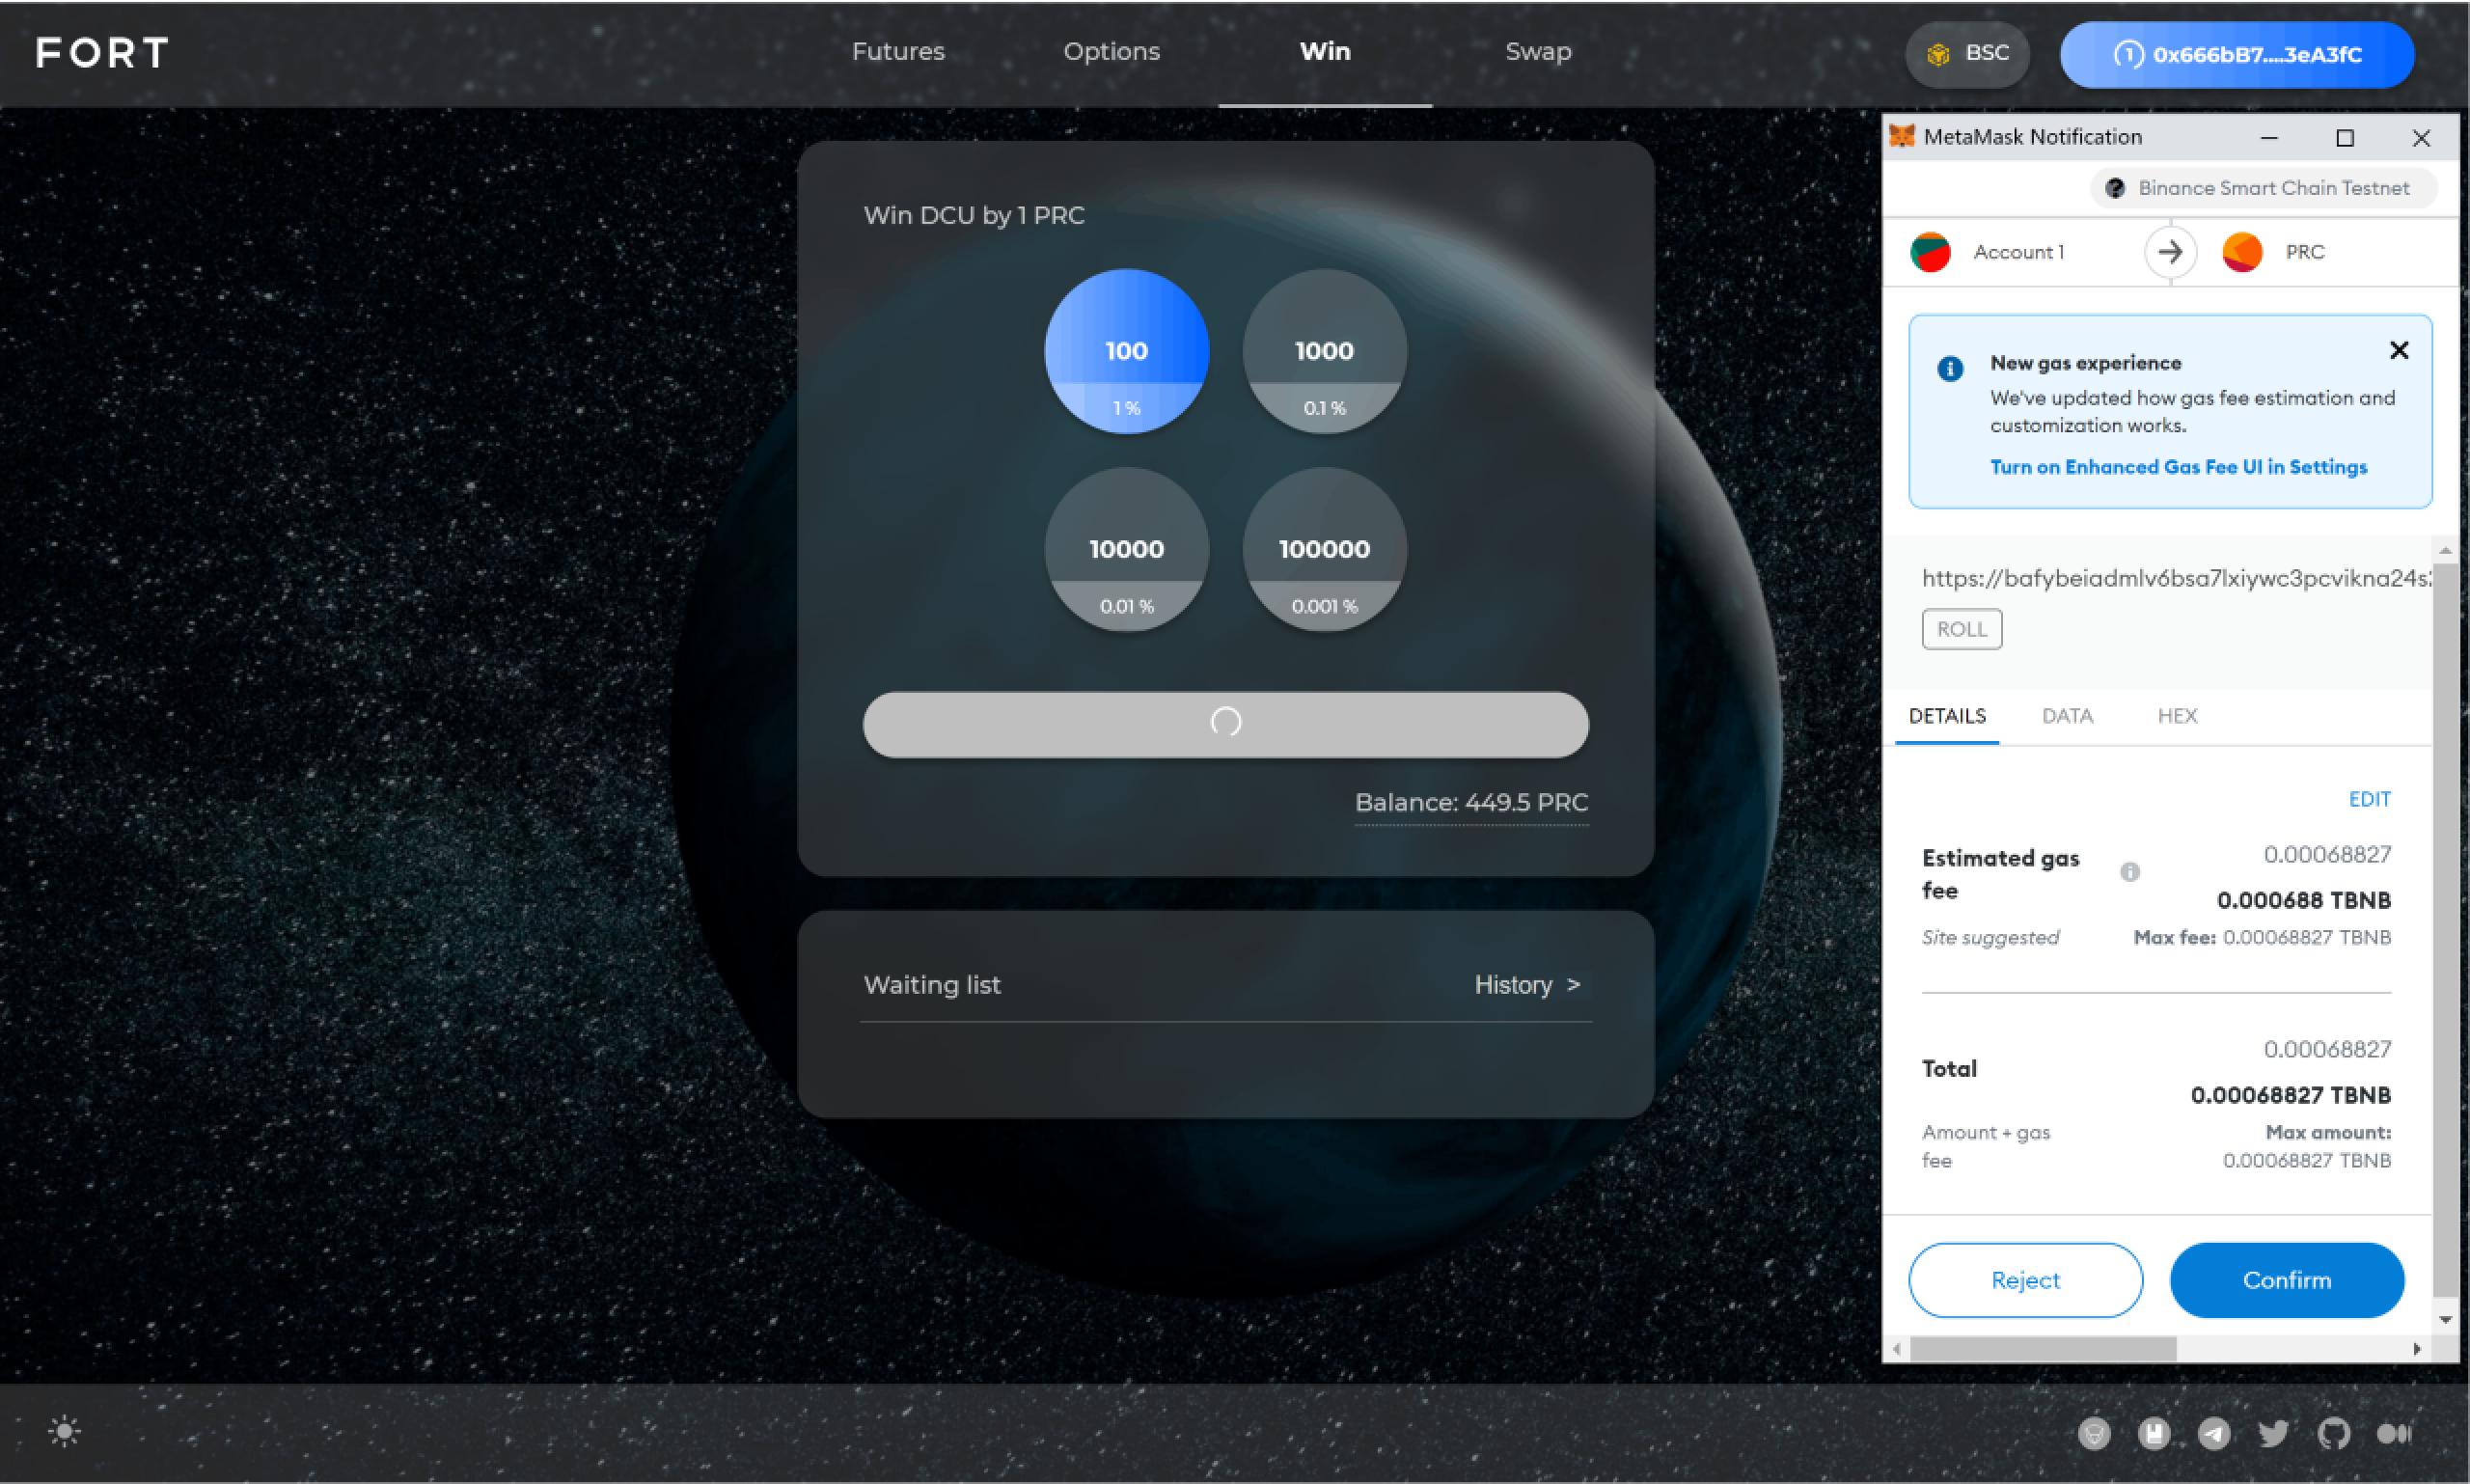 FORT
Futures
Options
Win
Swap
BSC
1 0x666bB7....3eA3fC
Win DCU by 1 PRC
100
1 %
1000
0.1 %
10000
0.01 %
100000
0.001 %
Balance: 449.5 PRC
Waiting list
History >
MetaMask Notification
Binance Smart Chain Testnet
Account 1
PRC
New gas experience
We've updated how gas fee estimation and
customization works.
Turn on Enhanced Gas Fee UI in Settings
https://bafybeiadmlv6bsa7lxiywc3pcvikna24s
ROLL
DETAILS
DATA
HEX
EDIT
Estimated gas
fee
0.00068827
0.000688 TBNB
Site suggested
Max fee: 0.00068827 TBNB
Total
0.00068827
0.00068827 TBNB
Amount + gas
fee
Max amount:
0.00068827 TBNB
Reject
Confirm